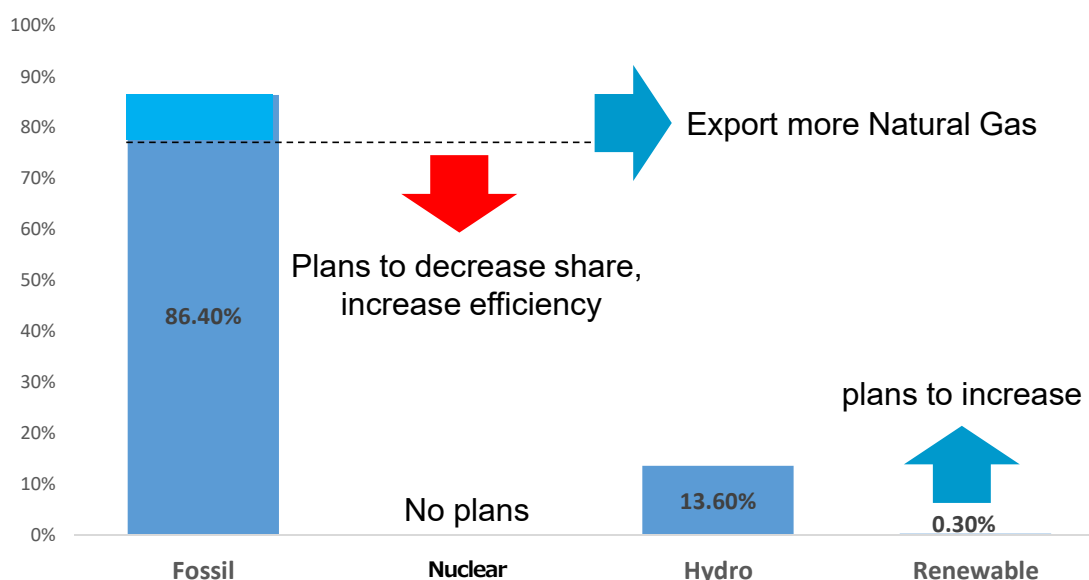 100%
90%
80%
70%
60%
50%
40%
30%
20%
10%
0%
Export more Natural Gas
Plans to decrease share,
increase efficiency
86.40%
plans to increase
No plans
13.60%
0.30%
Fossil
Nuclear
Hydro
Renewable